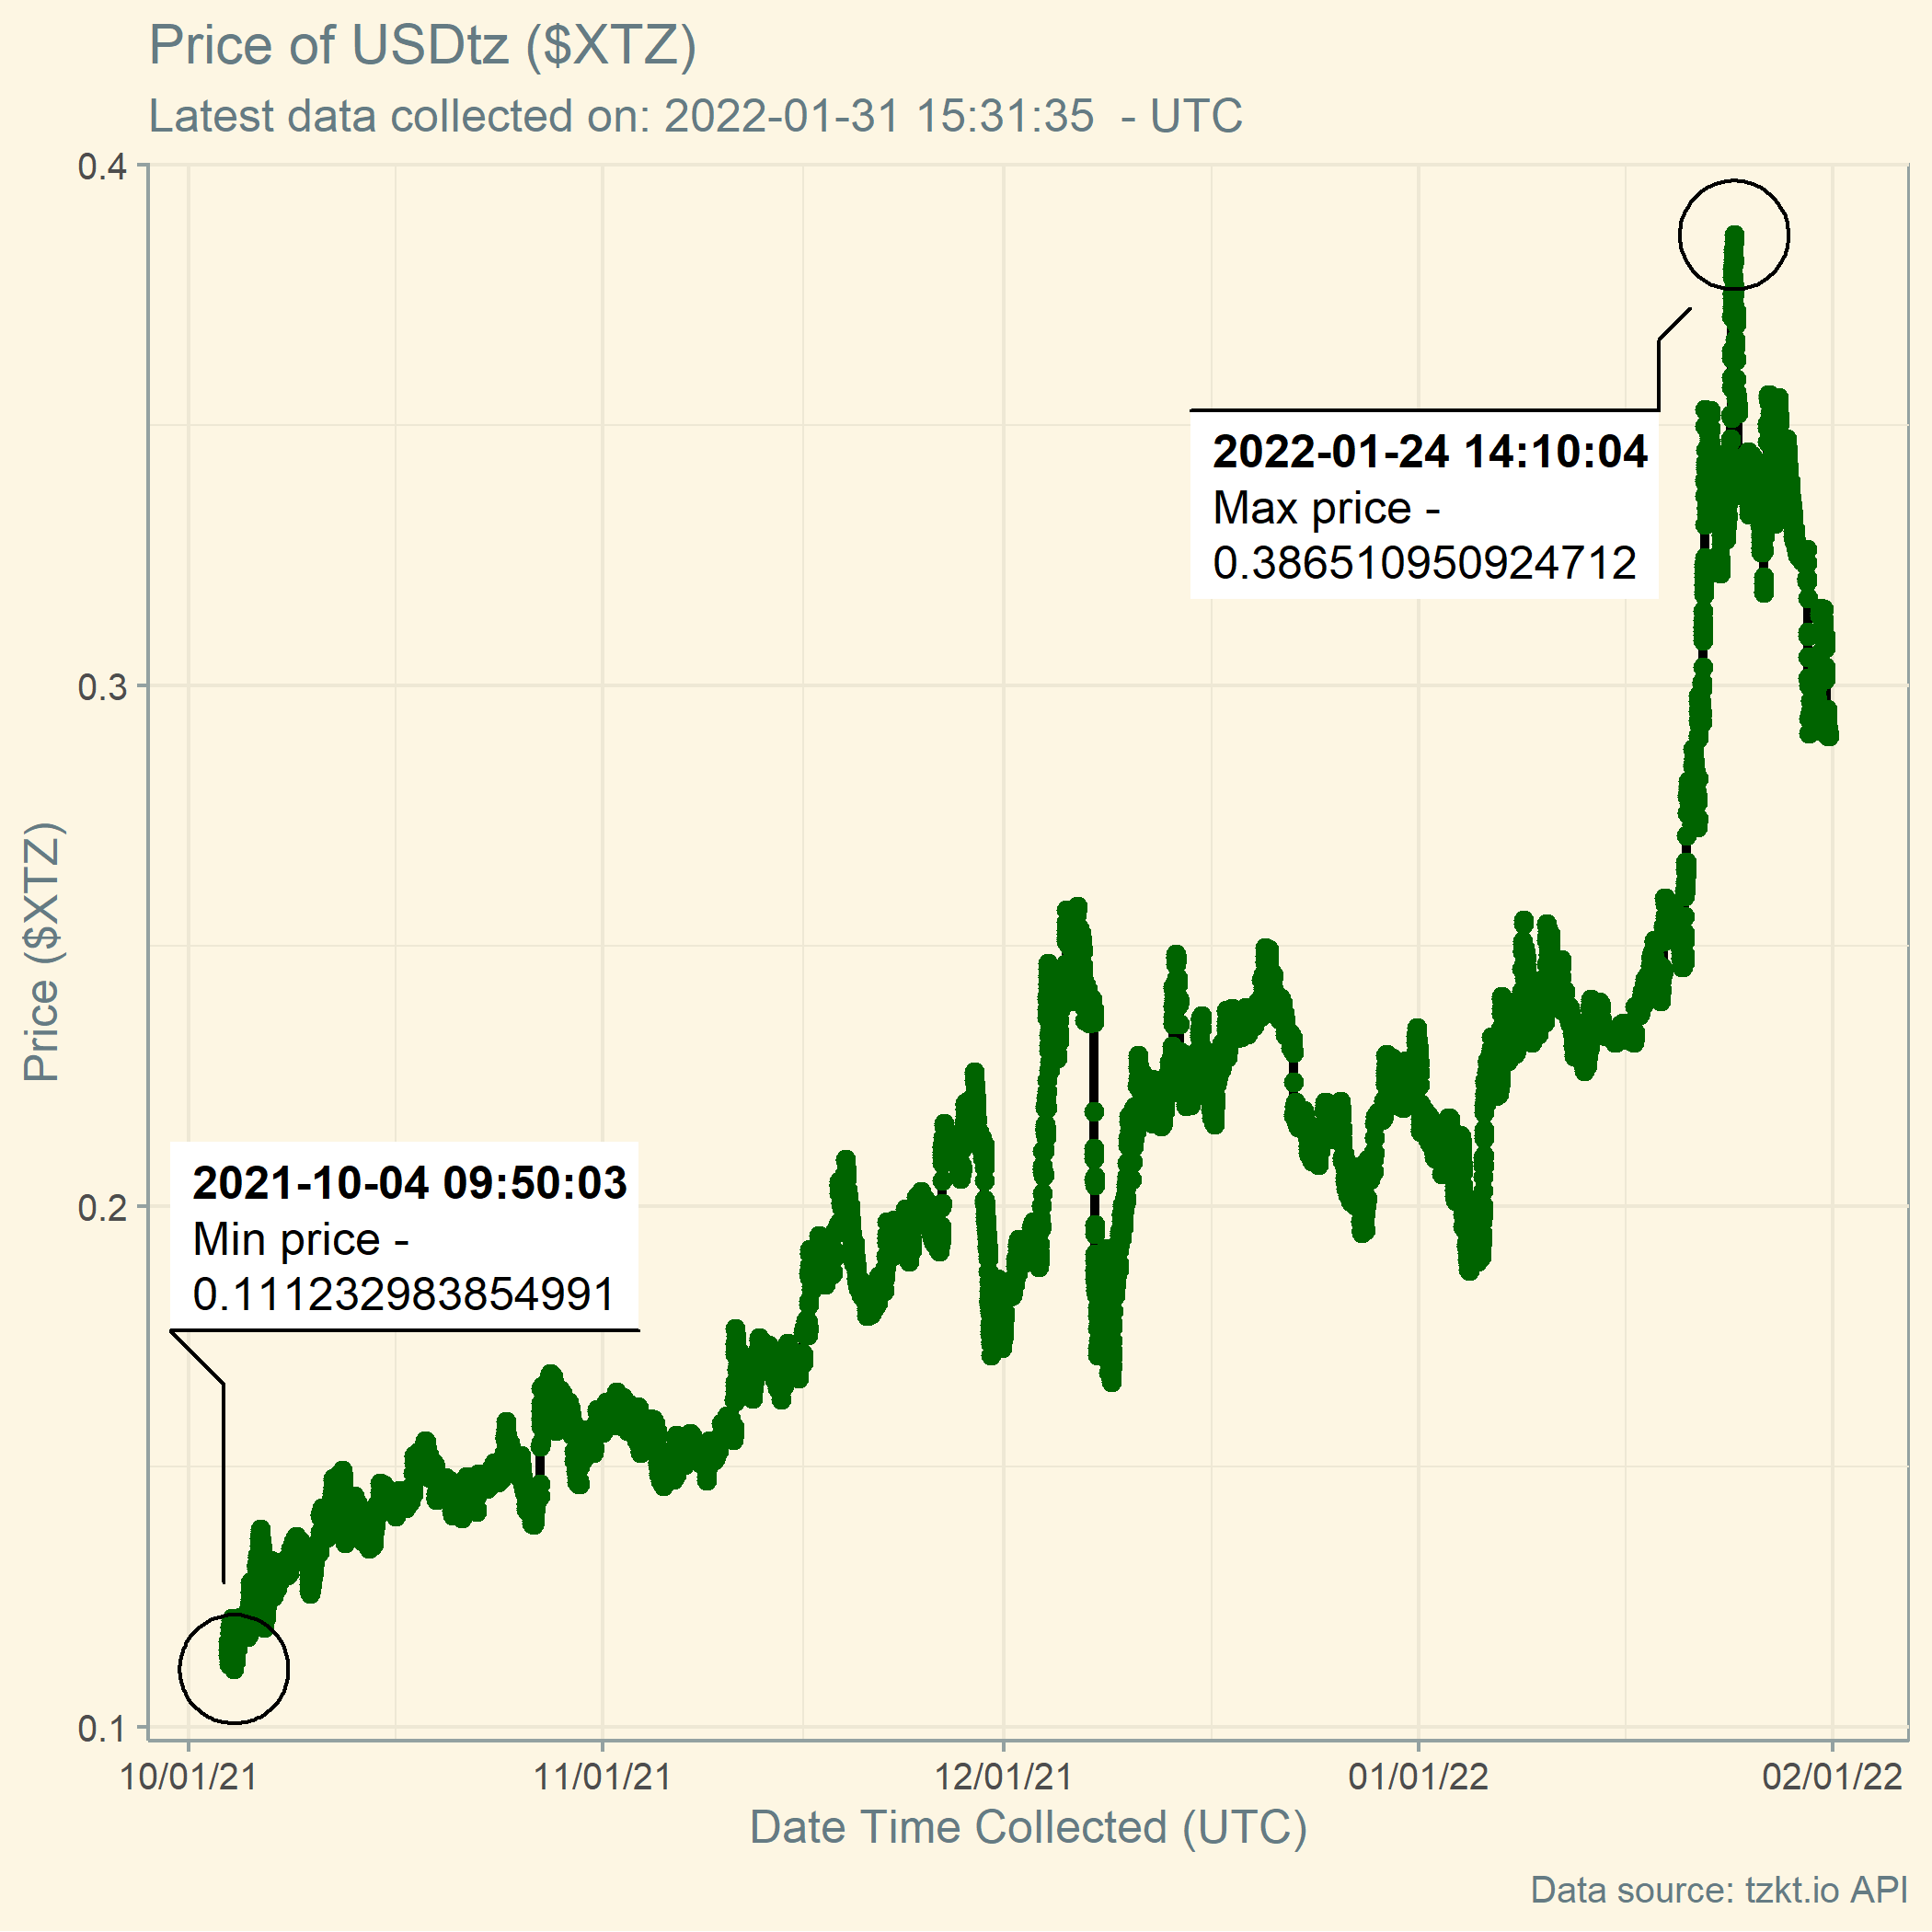 Price of USDtz ($XTZ)
Latest data collected on: 2022-01-31 15:31:35  - UTC
0.4
0.3
0.2
0.1
Price ($XTZ)
2022-01-24 14:10:04
Max price -
0.386510950924712
2021-10-04 09:50:03
Min price -
0.111232983854991
10/01/21
11/01/21
12/01/21
01/01/22
02/01/22
Date Time Collected (UTC)
Data source: tzkt.io API